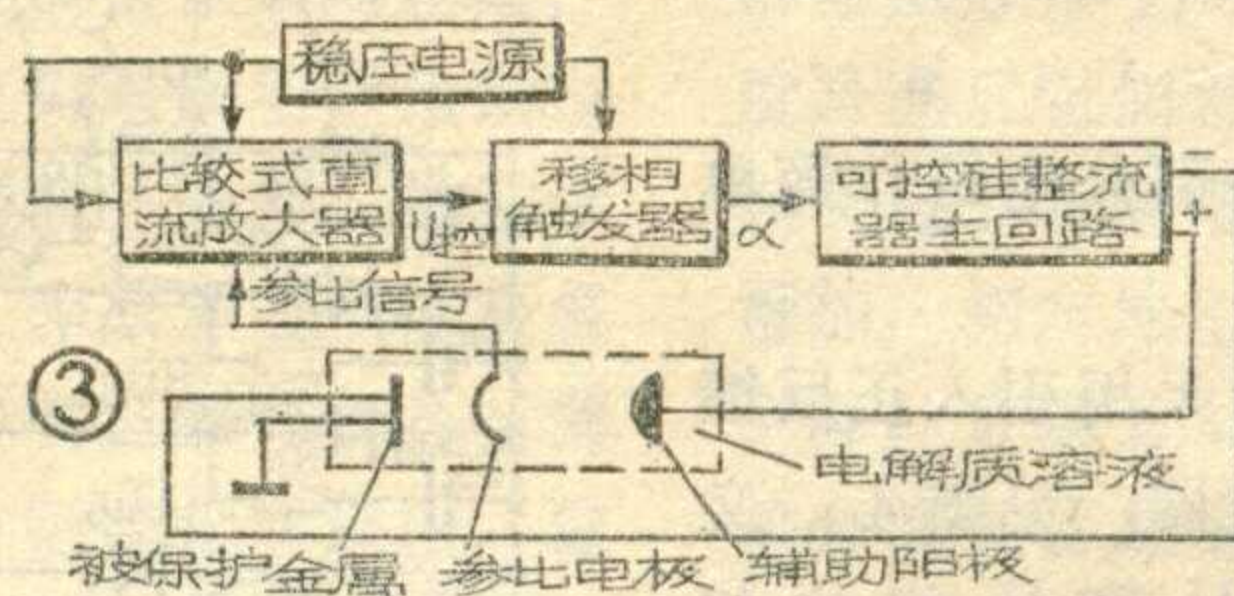 稳压电源
比较式直
流放大器
U控
移相
触发器
α
可控硅整流
器主回路
−
+
参比信号
③
电解质溶液
被保护金属
参比电极
辅助阳极